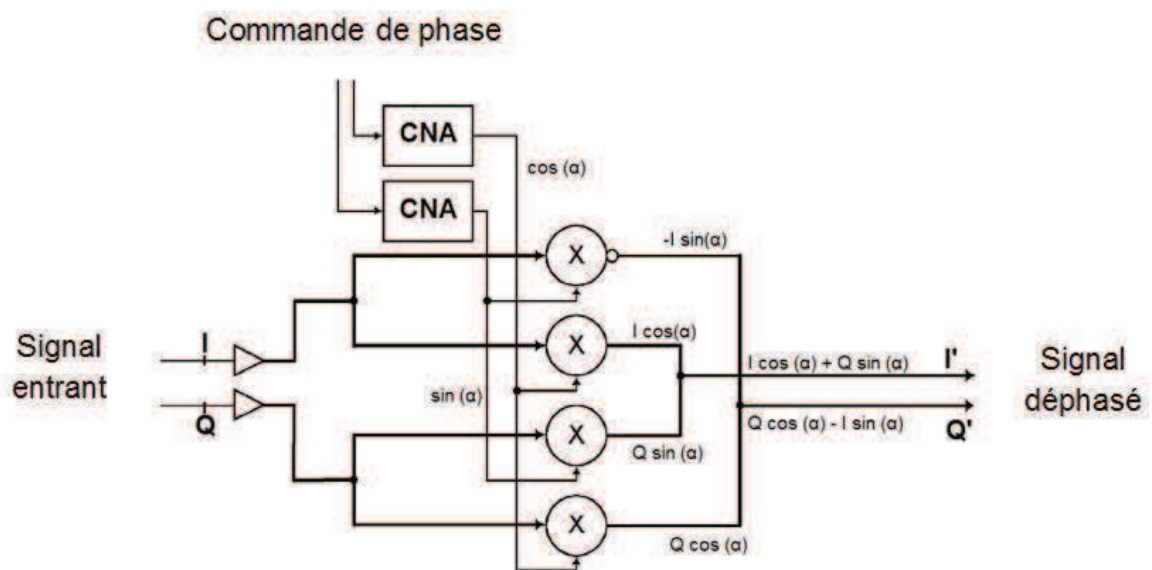 Commande de phase
CNA
cos (α)
CNA
X
-I sin(α)
Signal
entrant
I
Q
X
I cos(α)
sin (α)
I cos (α) + Q sin (α)
I'
Signal
déphasé
X
Q sin (α)
Q cos (α) - I sin (α)
Q'
X
Q cos (α)